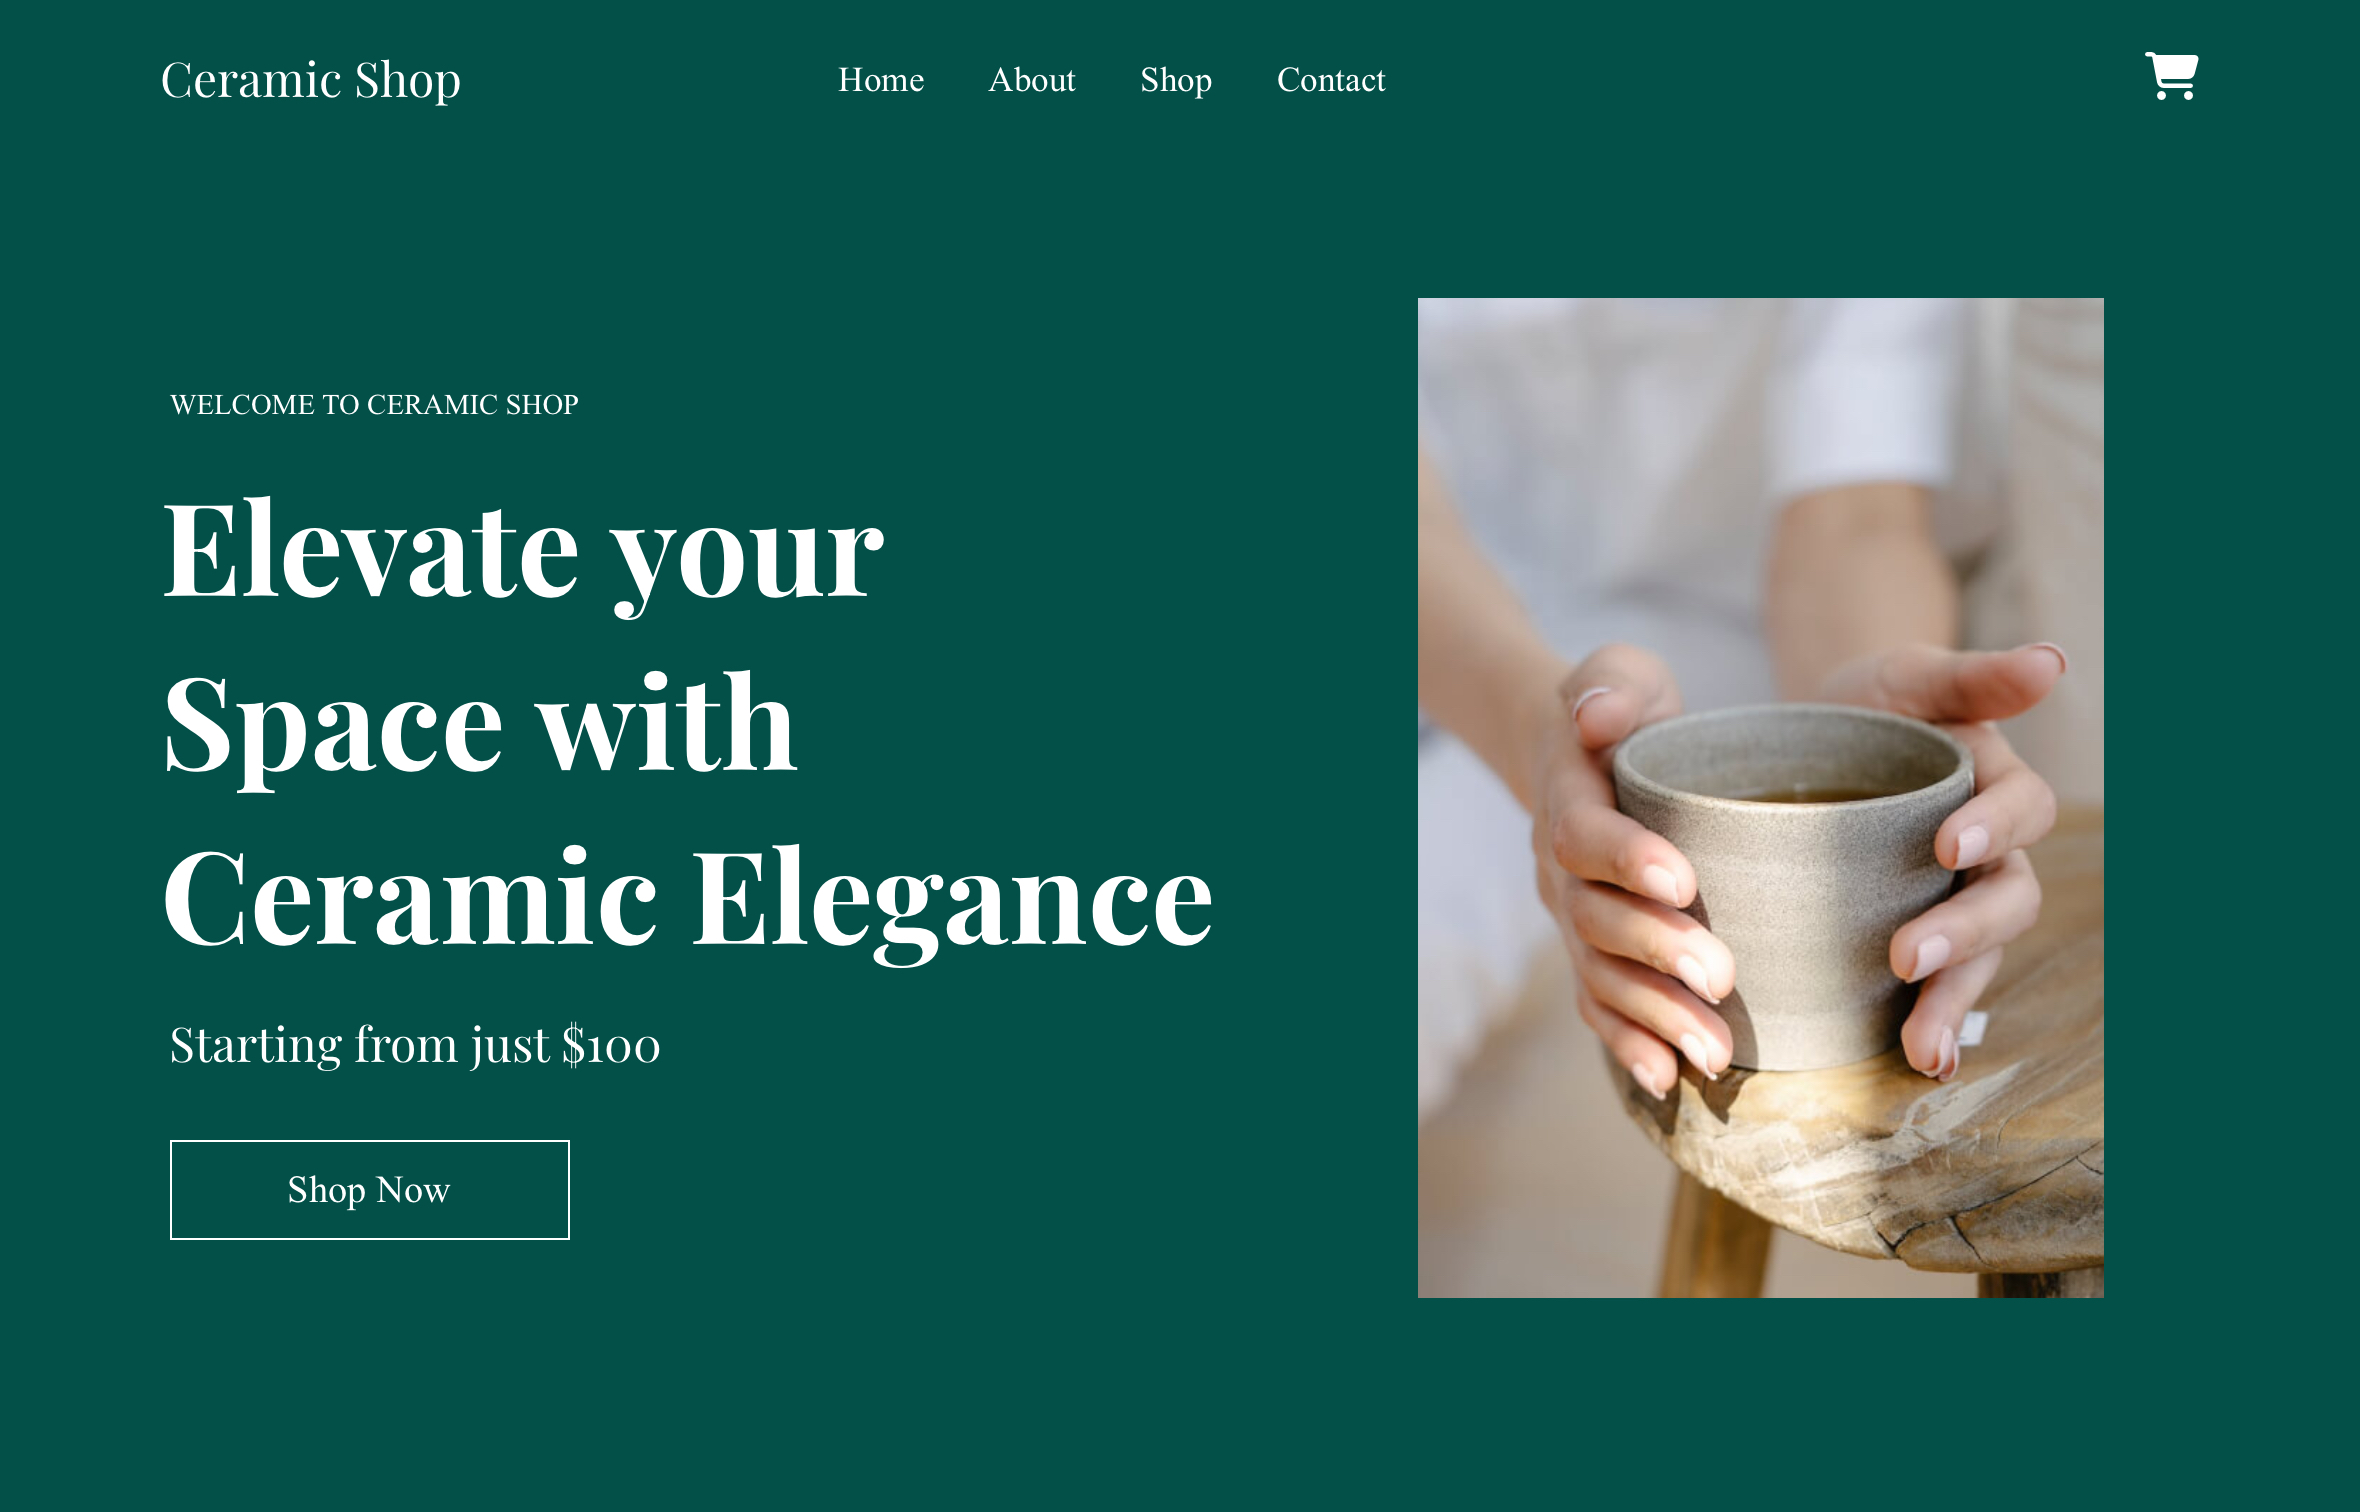 Ceramic Shop
Home About Shop Contact
WELCOME TO CERAMIC SHOP
Elevate your
Space with
Ceramic Elegance
Starting from just $100
Shop Now